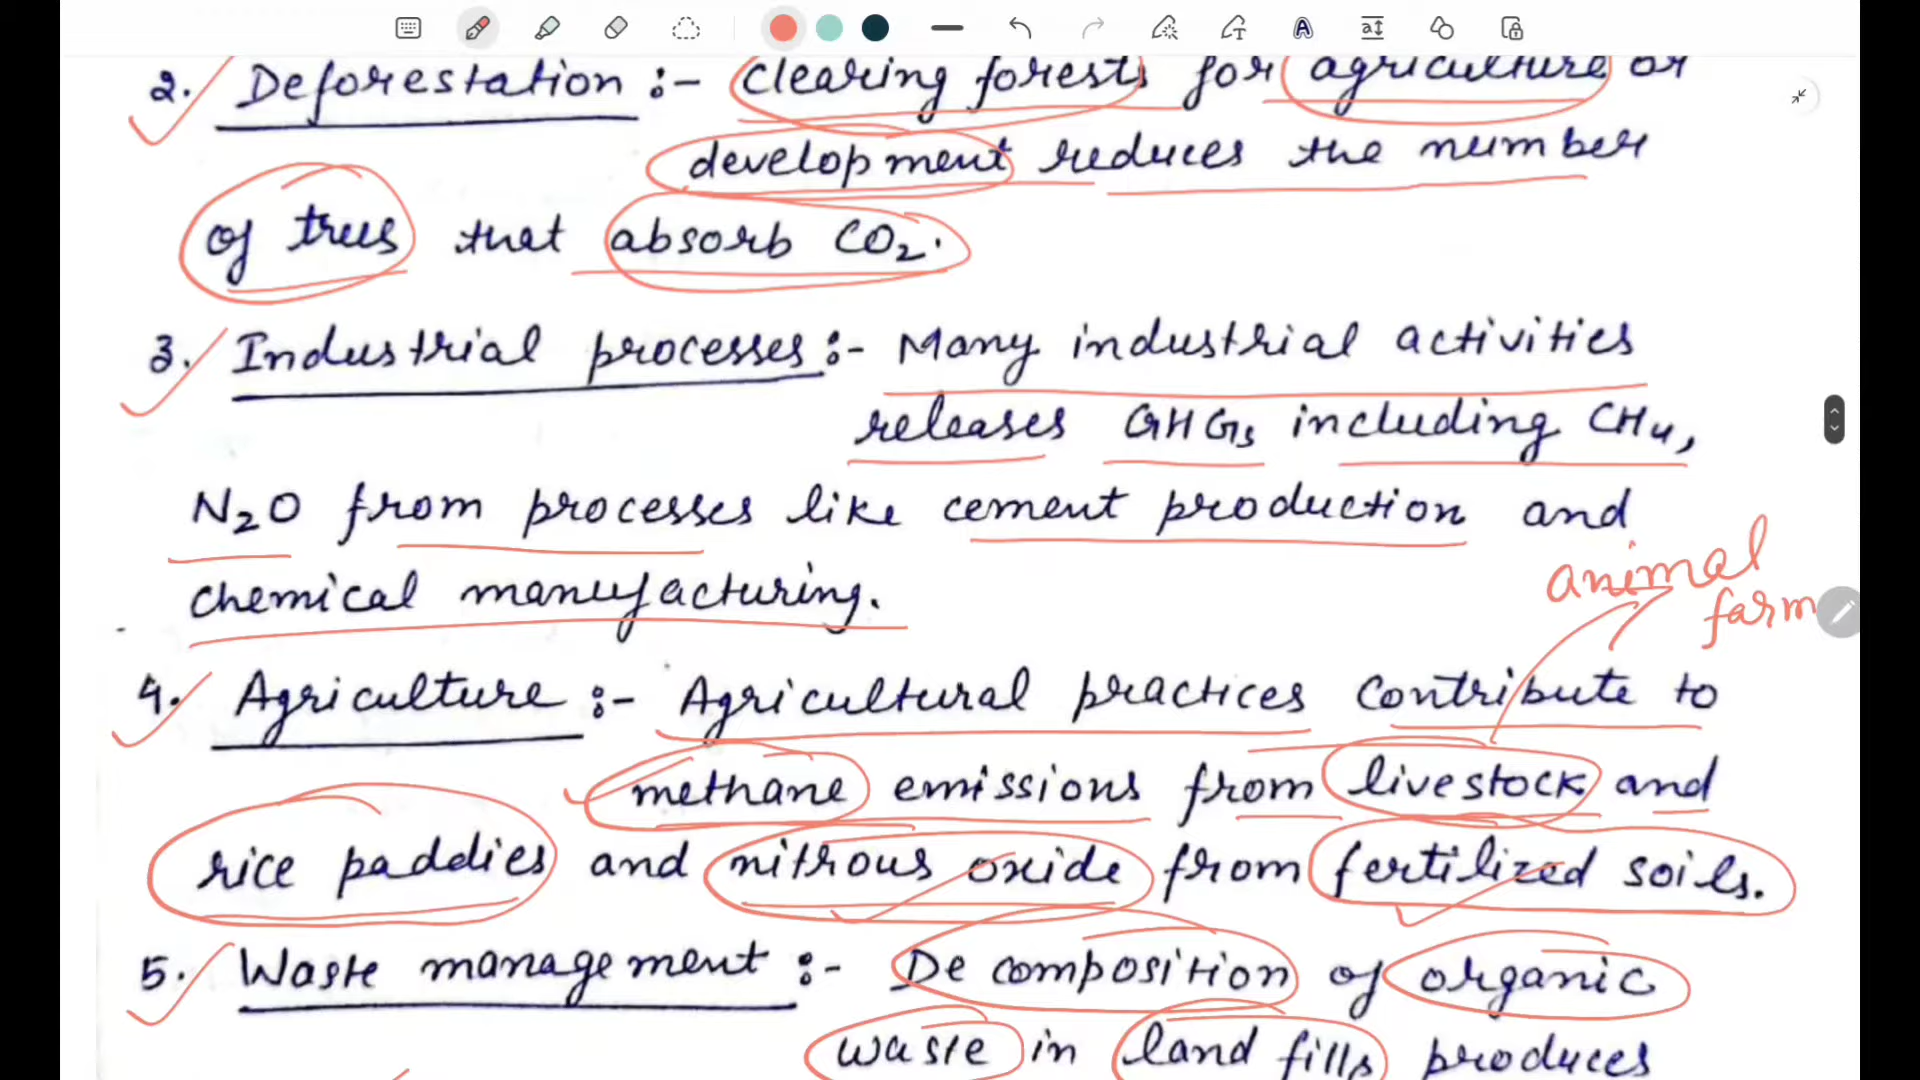 2. Deforestation :- Clearing forests for agriculture or
development reduces the number
of trees that absorb CO2.
3. Industrial processes :- Many industrial activities
releases GHGs including CH4,
N2O from processes like cement production and
chemical manufacturing.
animal
farm
4. Agriculture :- Agricultural practices contribute to
methane emissions from livestock and
rice paddies and nitrous oxide from fertilized soils.
5. Waste management :- Decomposition of organic
waste in land fills produces